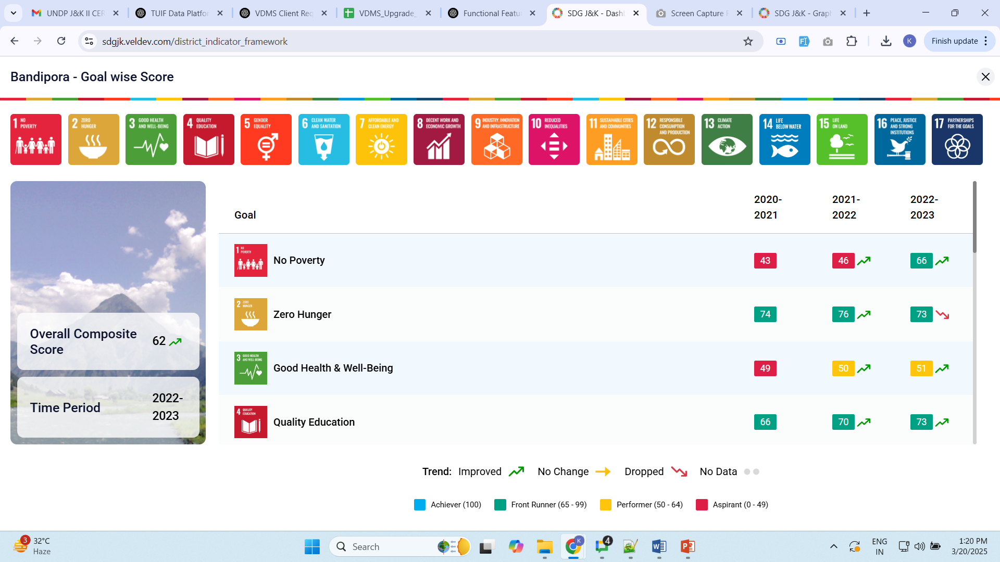 UNDP J&K II CER
TUIF Data Platfor
VDMS Client Req
VDMS_Upgrade_
Functional Featu
SDG J&K - Dash
Screen Capture
SDG J&K - Grap
sdgjk.veldev.com/district_indicator_framework
K
Finish update
Bandipora - Goal wise Score
1 NO
POVERTY
2 ZERO
HUNGER
3 GOOD HEALTH
AND WELL-BEING
4 QUALITY
EDUCATION
5 GENDER
EQUALITY
6 CLEAN WATER
AND SANITATION
7 AFFORDABLE AND
CLEAN ENERGY
8 DECENT WORK AND
ECONOMIC GROWTH
9 INDUSTRY, INNOVATION
AND INFRASTRUCTURE
10 REDUCED
INEQUALITIES
11 SUSTAINABLE CITIES
AND COMMUNITIES
12 RESPONSIBLE
CONSUMPTION
AND PRODUCTION
13 CLIMATE
ACTION
14 LIFE
BELOW WATER
15 LIFE
ON LAND
16 PEACE, JUSTICE
AND STRONG
INSTITUTIONS
17 PARTNERSHIPS
FOR THE GOALS
Overall Composite
Score
62
Time Period
2022-
2023
Goal
2020-
2021
2021-
2022
2022-
2023
1 NO
POVERTY
No Poverty 43 46 66
2 ZERO
HUNGER
Zero Hunger 74 76 73
3 GOOD HEALTH
AND WELL-BEING
Good Health & Well-Being 49 50 51
4 QUALITY
EDUCATION
Quality Education 66 70 73
Trend: Improved No Change Dropped No Data
Achiever (100) Front Runner (65 - 99) Performer (50 - 64) Aspirant (0 - 49)
3
32°C
Haze
Search
K
4
ENG
IN
1:20 PM
3/20/2025